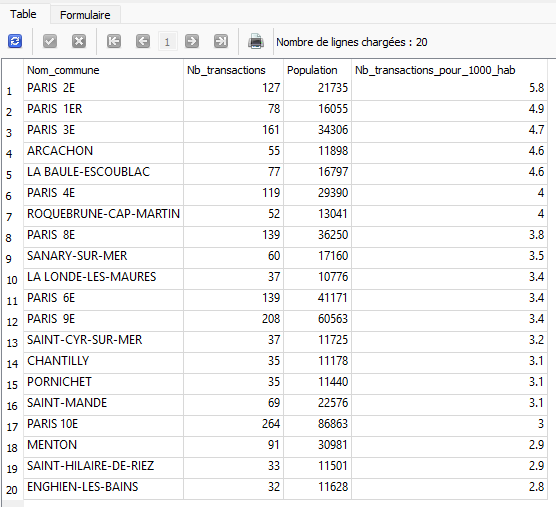 Table Formulaire
1 Nombre de lignes chargées : 20
Nom_commune Nb_transactions Population Nb_transactions_pour_1000_hab
1 PARIS 2E 127 21735 5.8
2 PARIS 1ER 78 16055 4.9
3 PARIS 3E 161 34306 4.7
4 ARCACHON 55 11898 4.6
5 LA BAULE-ESCOUBLAC 77 16797 4.6
6 PARIS 4E 119 29390 4
7 ROQUEBRUNE-CAP-MARTIN 52 13041 4
8 PARIS 8E 139 36250 3.8
9 SANARY-SUR-MER 60 17160 3.5
10 LA LONDE-LES-MAURES 37 10776 3.4
11 PARIS 6E 139 41171 3.4
12 PARIS 9E 208 60563 3.4
13 SAINT-CYR-SUR-MER 37 11725 3.2
14 CHANTILLY 35 11178 3.1
15 PORNICHET 35 11440 3.1
16 SAINT-MANDE 69 22576 3.1
17 PARIS 10E 264 86863 3
18 MENTON 91 30981 2.9
19 SAINT-HILAIRE-DE-RIEZ 33 11501 2.9
20 ENGHIEN-LES-BAINS 32 11628 2.8